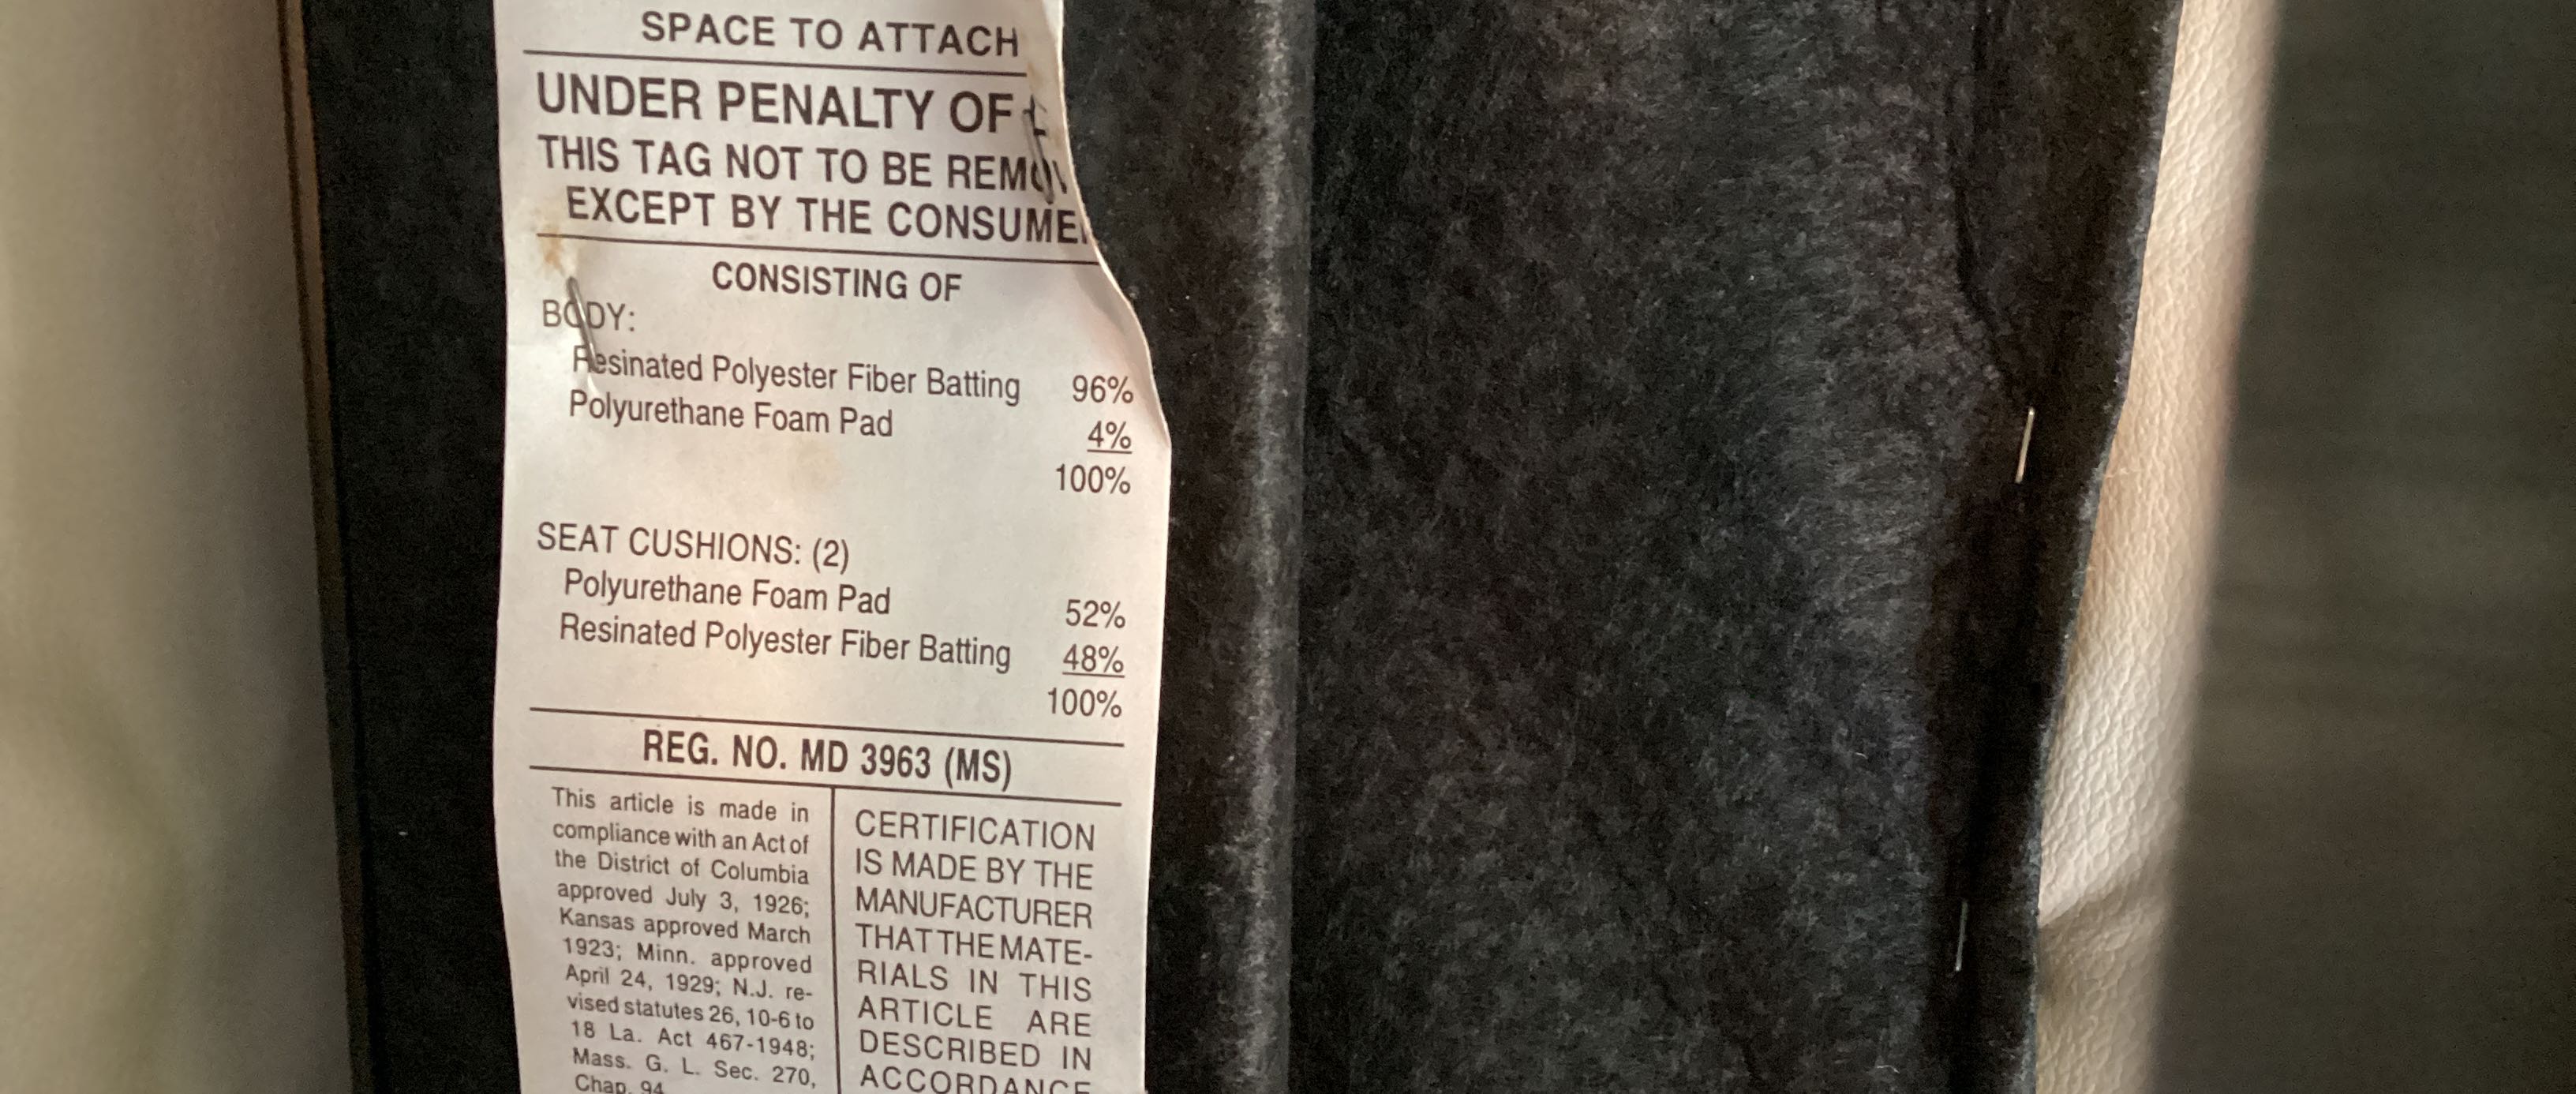 SPACE TO ATTACH
UNDER PENALTY OF
THIS TAG NOT TO BE
EXCEPT BY THE
CONSISTING OF
BODY:
Resinated Polyester Fiber Batting 96%
Polyurethane Foam Pad 4%
100%
SEAT CUSHIONS: (2)
Polyurethane Foam Pad 52%
Resinated Polyester Fiber Batting 48%
100%
REG. NO. MD 3963 (MS)
This article is made in
compliance with an Act of
the District of Columbia
approved July 3, 1926;
Kansas approved March
1923; Minn. approved
April 24, 1929; N.J. re-
vised statutes 26, 10-6 to
18 La. Act 467-1948;
Mass. G. L. Sec. 270,
Chap. 94
CERTIFICATION
IS MADE BY THE
MANUFACTURER
THAT THE MATE-
RIALS IN THIS
ARTICLE ARE
DESCRIBED IN
ACCORDANCE